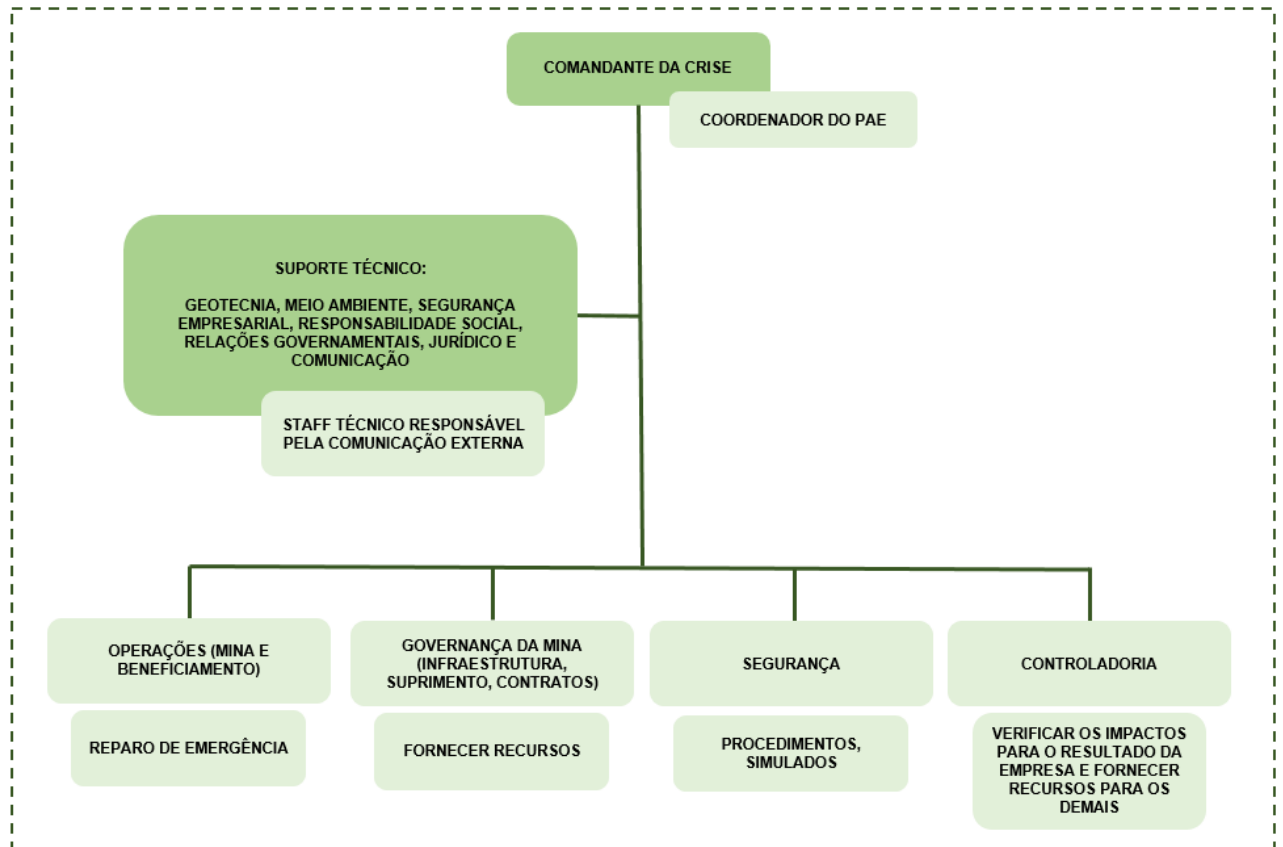 COMANDANTE DA CRISE
COORDENADOR DO PAE
SUPORTE TÉCNICO:
GEOTECNIA, MEIO AMBIENTE, SEGURANÇA
EMPRESARIAL, RESPONSABILIDADE SOCIAL,
RELAÇÕES GOVERNAMENTAIS, JURÍDICO E
COMUNICAÇÃO
STAFF TÉCNICO RESPONSÁVEL
PELA COMUNICAÇÃO EXTERNA
OPERAÇÕES (MINA E
BENEFICIAMENTO)
REPARO DE EMERGÊNCIA
GOVERNANÇA DA MINA
(INFRAESTRUTURA,
SUPRIMENTO, CONTRATOS)
FORNECER RECURSOS
SEGURANÇA
PROCEDIMENTOS,
SIMULADOS
CONTROLADORIA
VERIFICAR OS IMPACTOS
PARA O RESULTADO DA
EMPRESA E FORNECER
RECURSOS PARA OS
DEMAIS